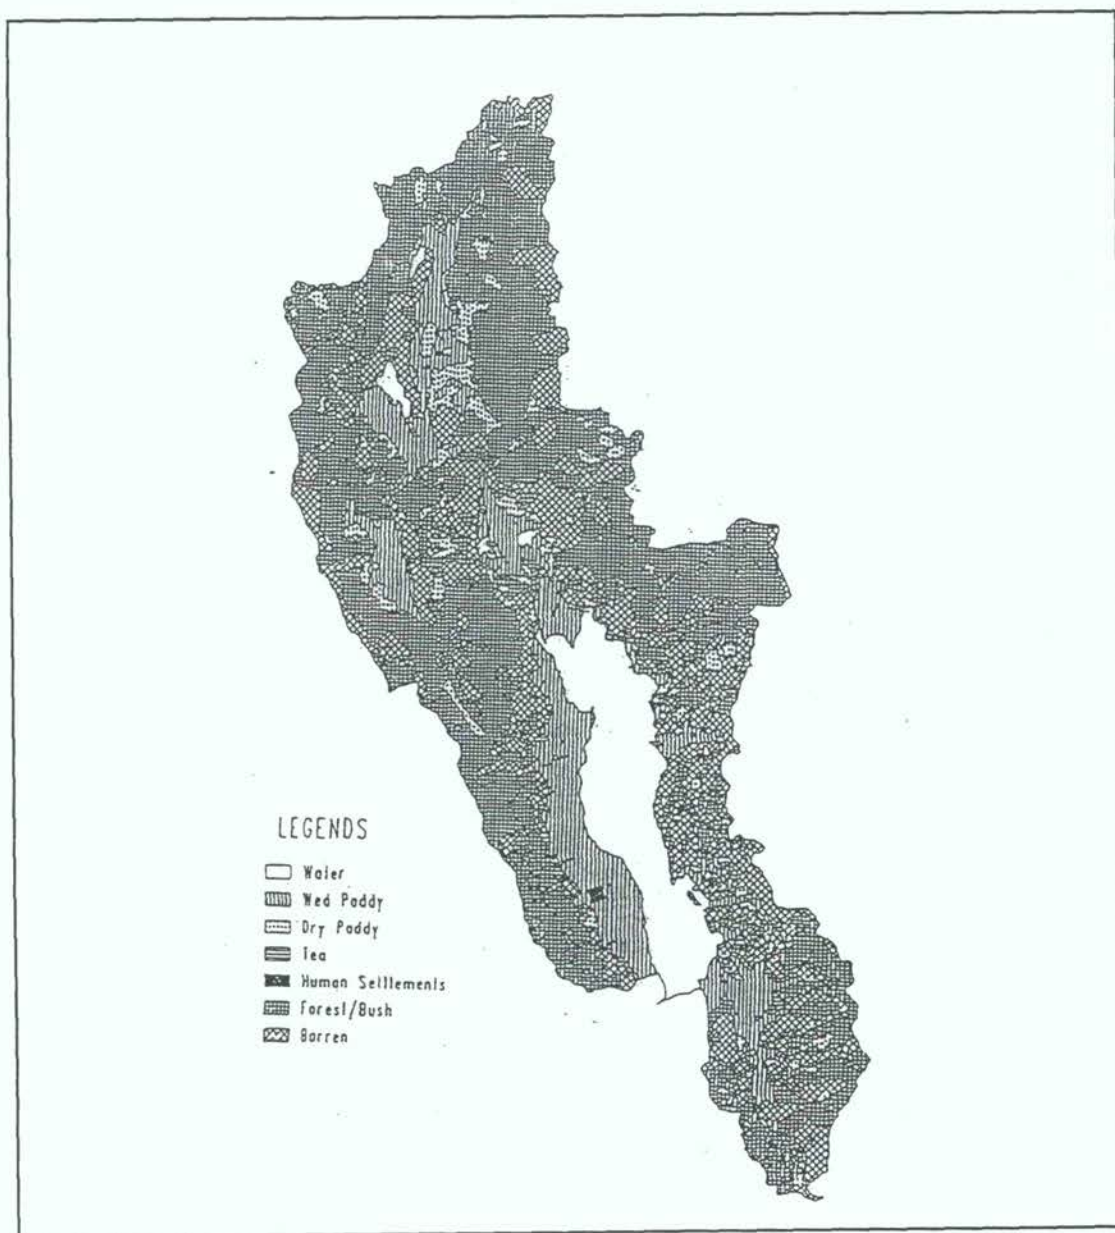 LEGENDS
Water
Wed Paddy
Dry Paddy
Tea
Human Settlements
Forest/Bush
Barren